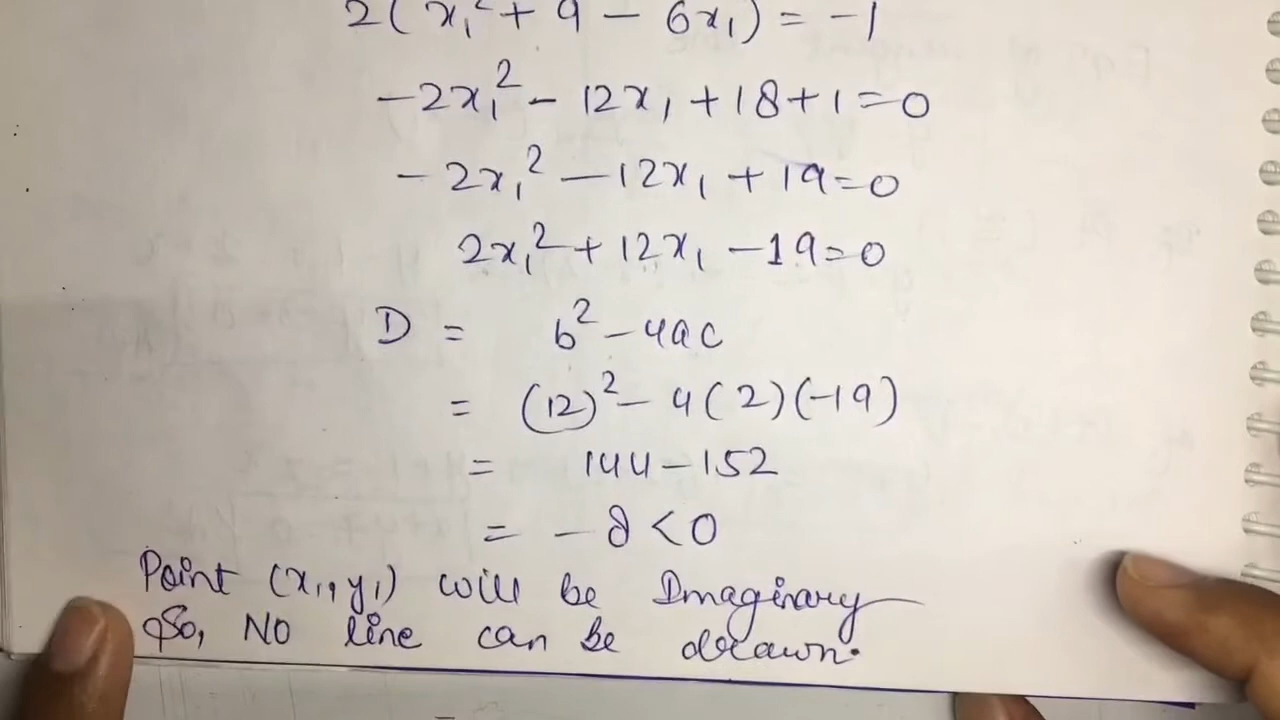 2(x₁² + 9 - 6x₁) = -1
-2x₁² - 12x₁ + 18 + 1 = 0
- 2x₁² - 12x₁ + 19 = 0
2x₁² + 12x₁ - 19 = 0
D = b² - 4ac
= (12)² - 4(2)(-19)
= 144 - 152
= - 8 < 0
Point (x₁, y₁) will be Imaginary
So, NO line can be drawn.